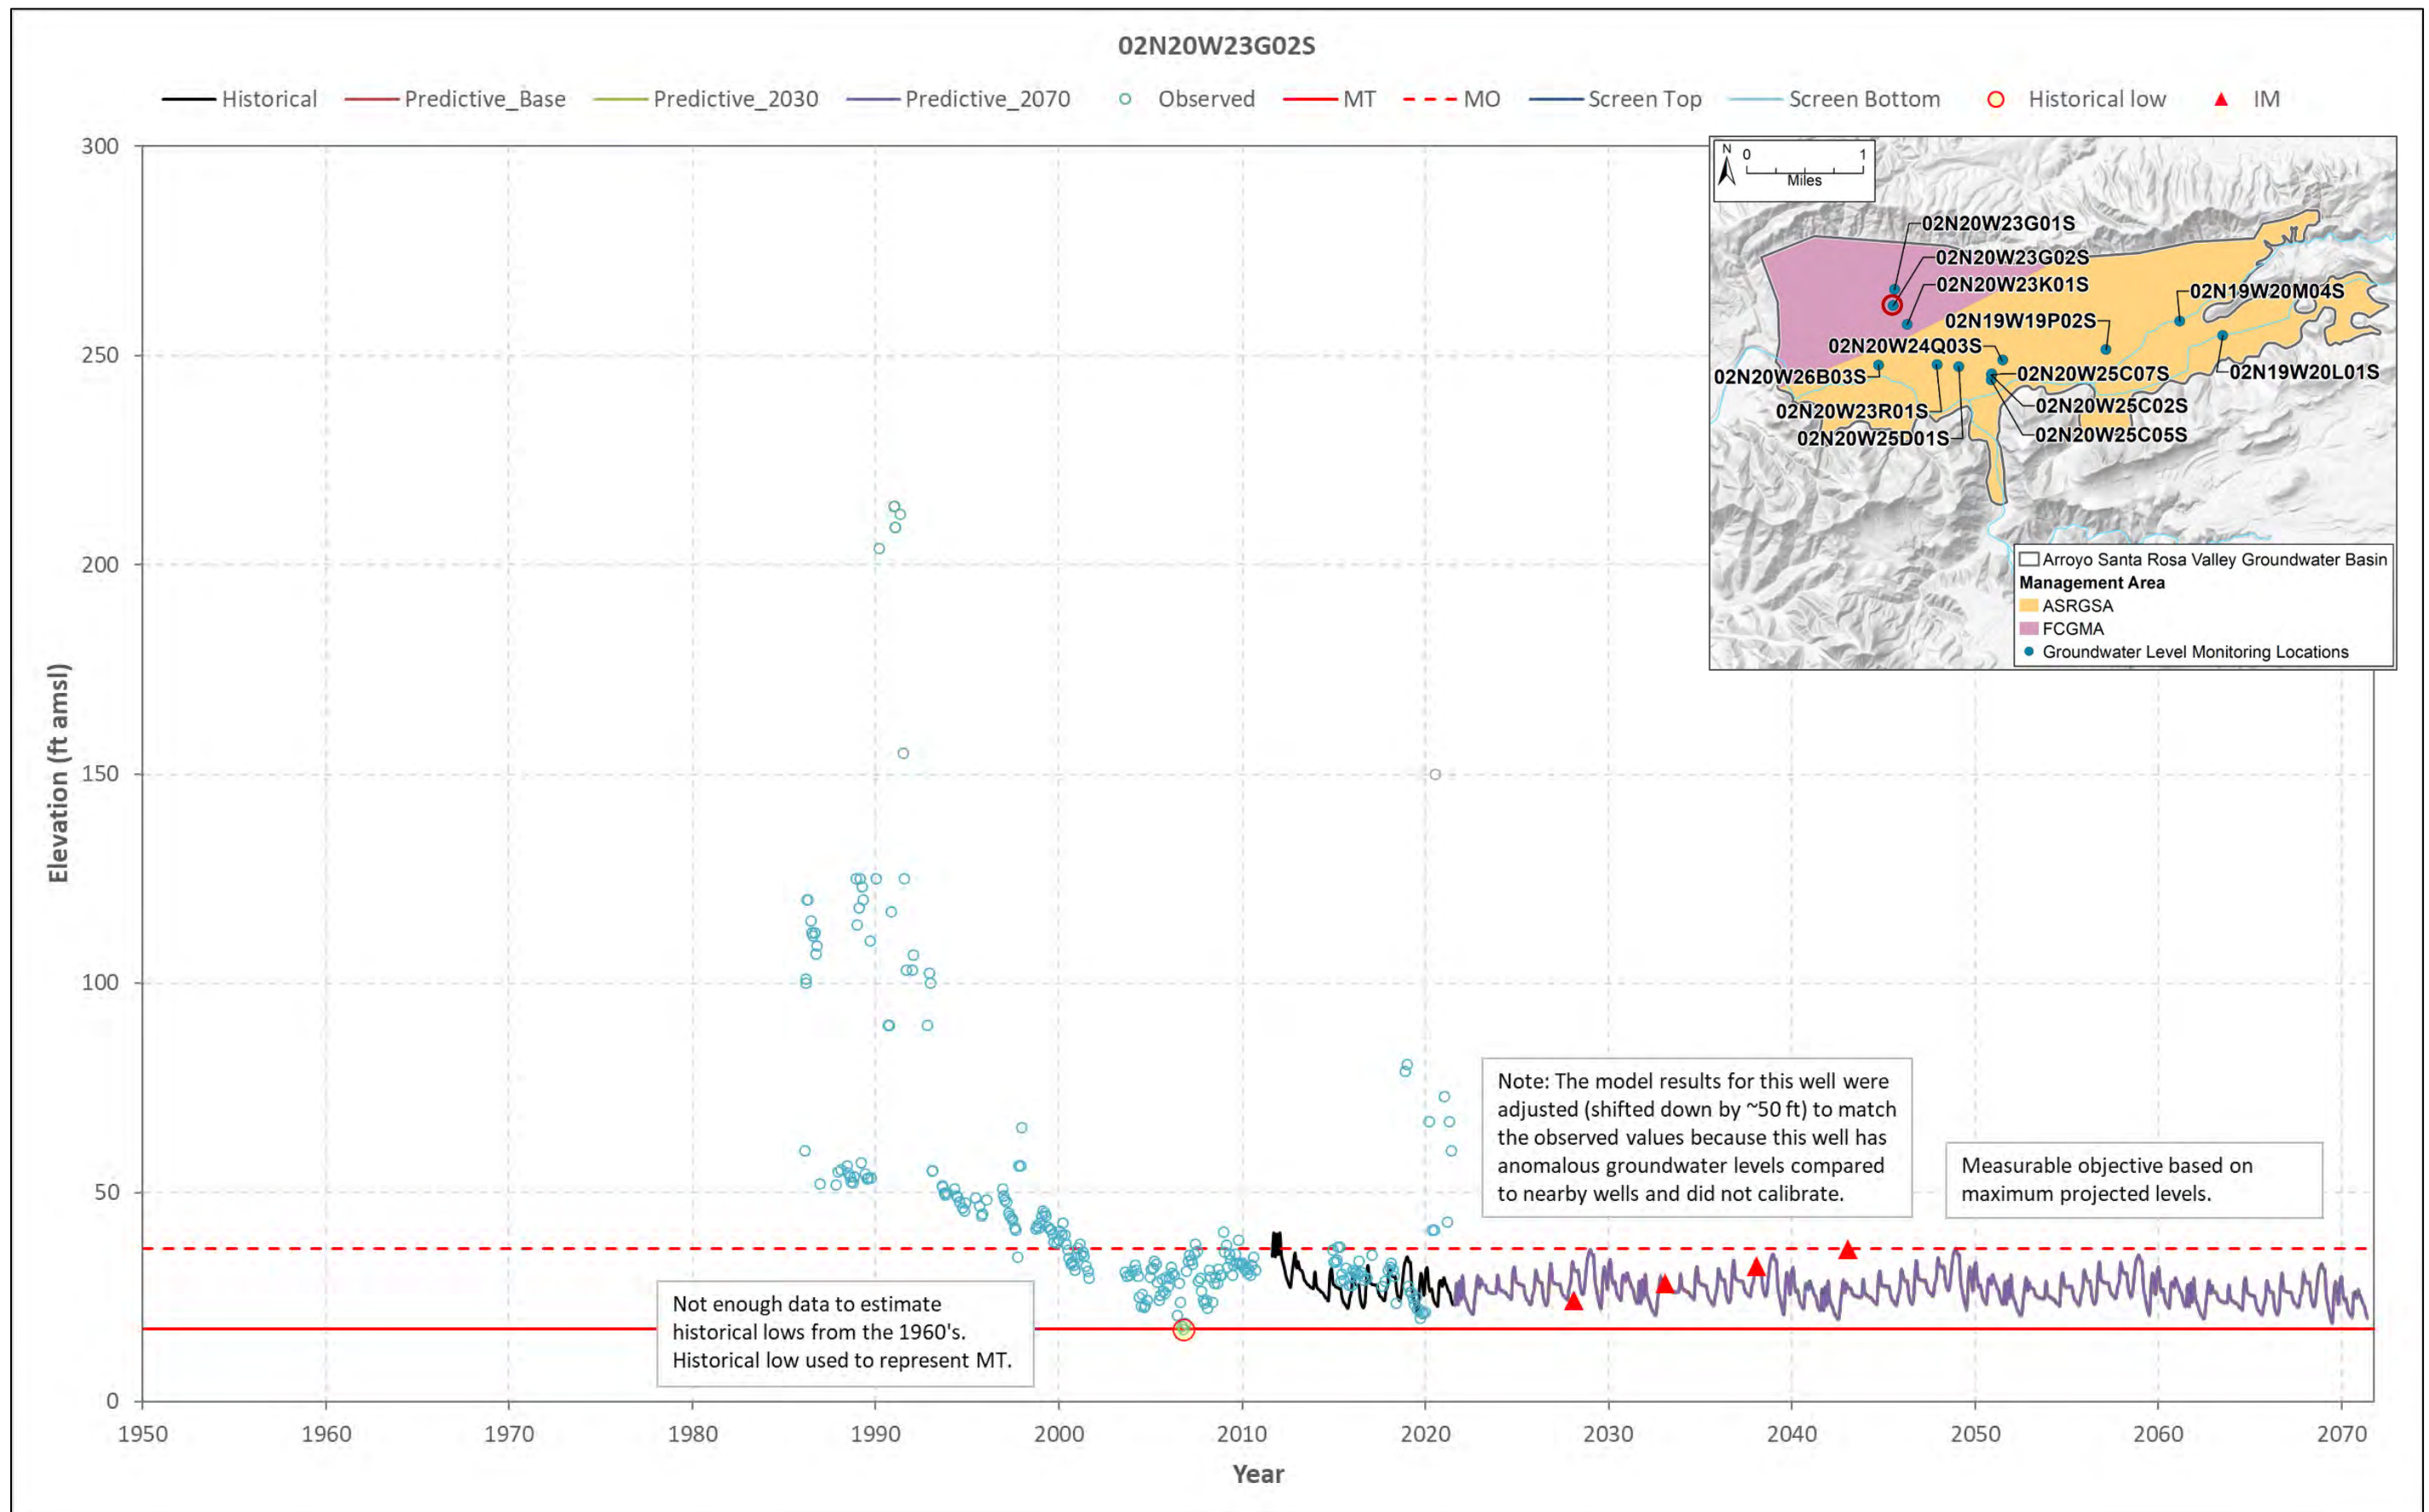 02N20W23G02S
Historical Predictive_Base Predictive_2030 Predictive_2070 Observed MT MO Screen Top Screen Bottom Historical low IM
300
250
200
150
100
50
0
Elevation (ft amsl)
N 0 1
Miles
02N20W23G01S
02N20W23G02S
02N20W23K01S
02N19W20M04S
02N19W19P02S
02N20W24Q03S
02N20W26B03S
02N20W25C07S
02N19W20L01S
02N20W23R01S
02N20W25C02S
02N20W25D01S
02N20W25C05S
Arroyo Santa Rosa Valley Groundwater Basin
Management Area
ASRGSA
FCGMA
Groundwater Level Monitoring Locations
Note: The model results for this well were
adjusted (shifted down by ~50 ft) to match
the observed values because this well has
anomalous groundwater levels compared
to nearby wells and did not calibrate.
Measurable objective based on
maximum projected levels.
Not enough data to estimate
historical lows from the 1960's.
Historical low used to represent MT.
1950 1960 1970 1980 1990 2000 2010 2020 2030 2040 2050 2060 2070
Year